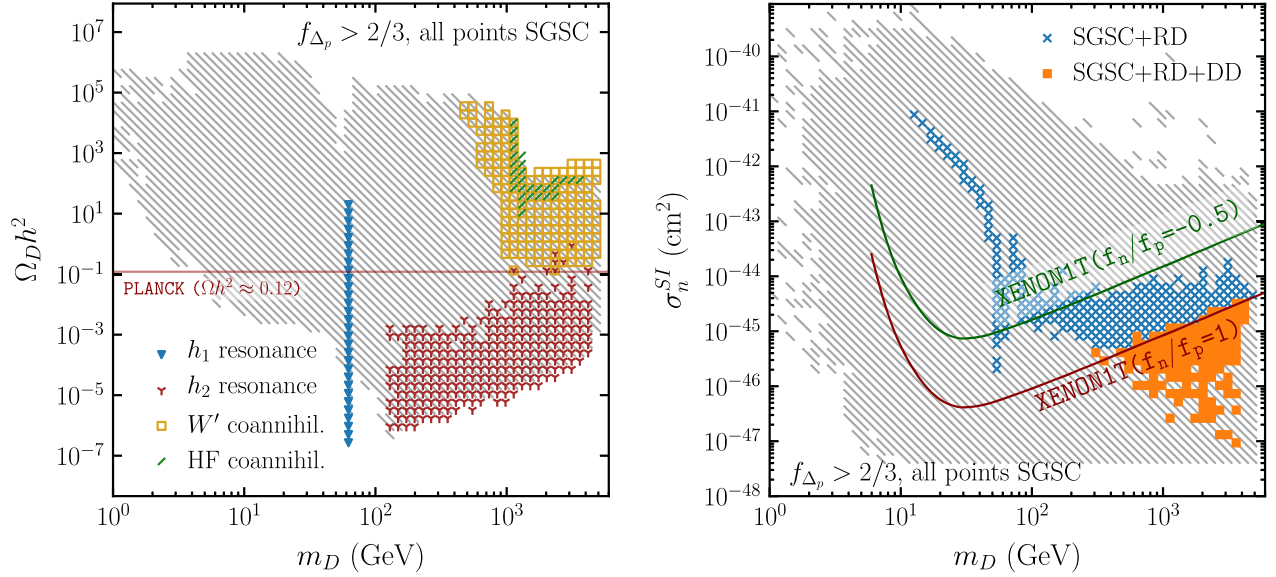 f_{Δ_p} > 2/3, all points SGSC
10^7
10^5
10^3
10^1
10^{-1}
10^{-3}
10^{-5}
10^{-7}
Ω_D h^2
PLANCK (Ωh^2 ≈ 0.12)
h_1 resonance
h_2 resonance
W′ coannihil.
HF coannihil.
10^0
10^1
10^2
10^3
m_D (GeV)
SGSC+RD
SGSC+RD+DD
10^{-40}
10^{-41}
10^{-42}
10^{-43}
10^{-44}
10^{-45}
10^{-46}
10^{-47}
10^{-48}
σ_n^{SI} (cm^2)
XENON1T(f_n/f_p=-0.5)
XENON1T(f_n/f_p=1)
f_{Δ_p} > 2/3, all points SGSC
10^0
10^1
10^2
10^3
m_D (GeV)